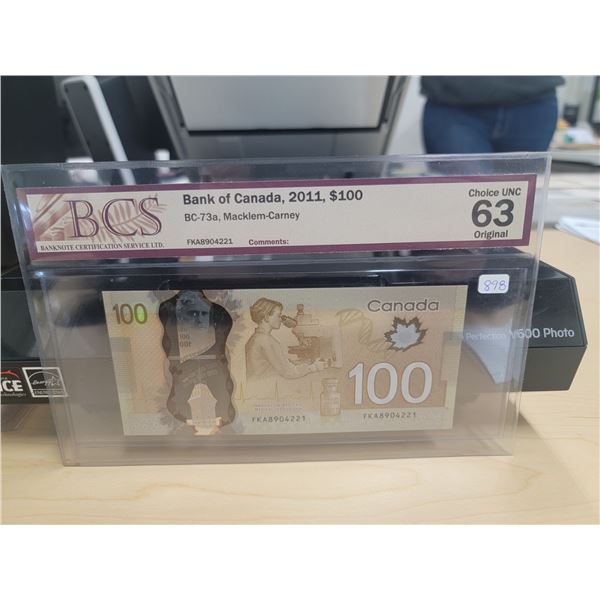 BCS
BANKNOTE CERTIFICATION SERVICE LTD.
Bank of Canada, 2011, $100
BC-73a, Macklem-Carney
FKA8904221 Comments:
Choice UNC
63
Original
898
100
Canada
100
FKA8904221
FKA8904221
Perfection V600 Photo
ICE